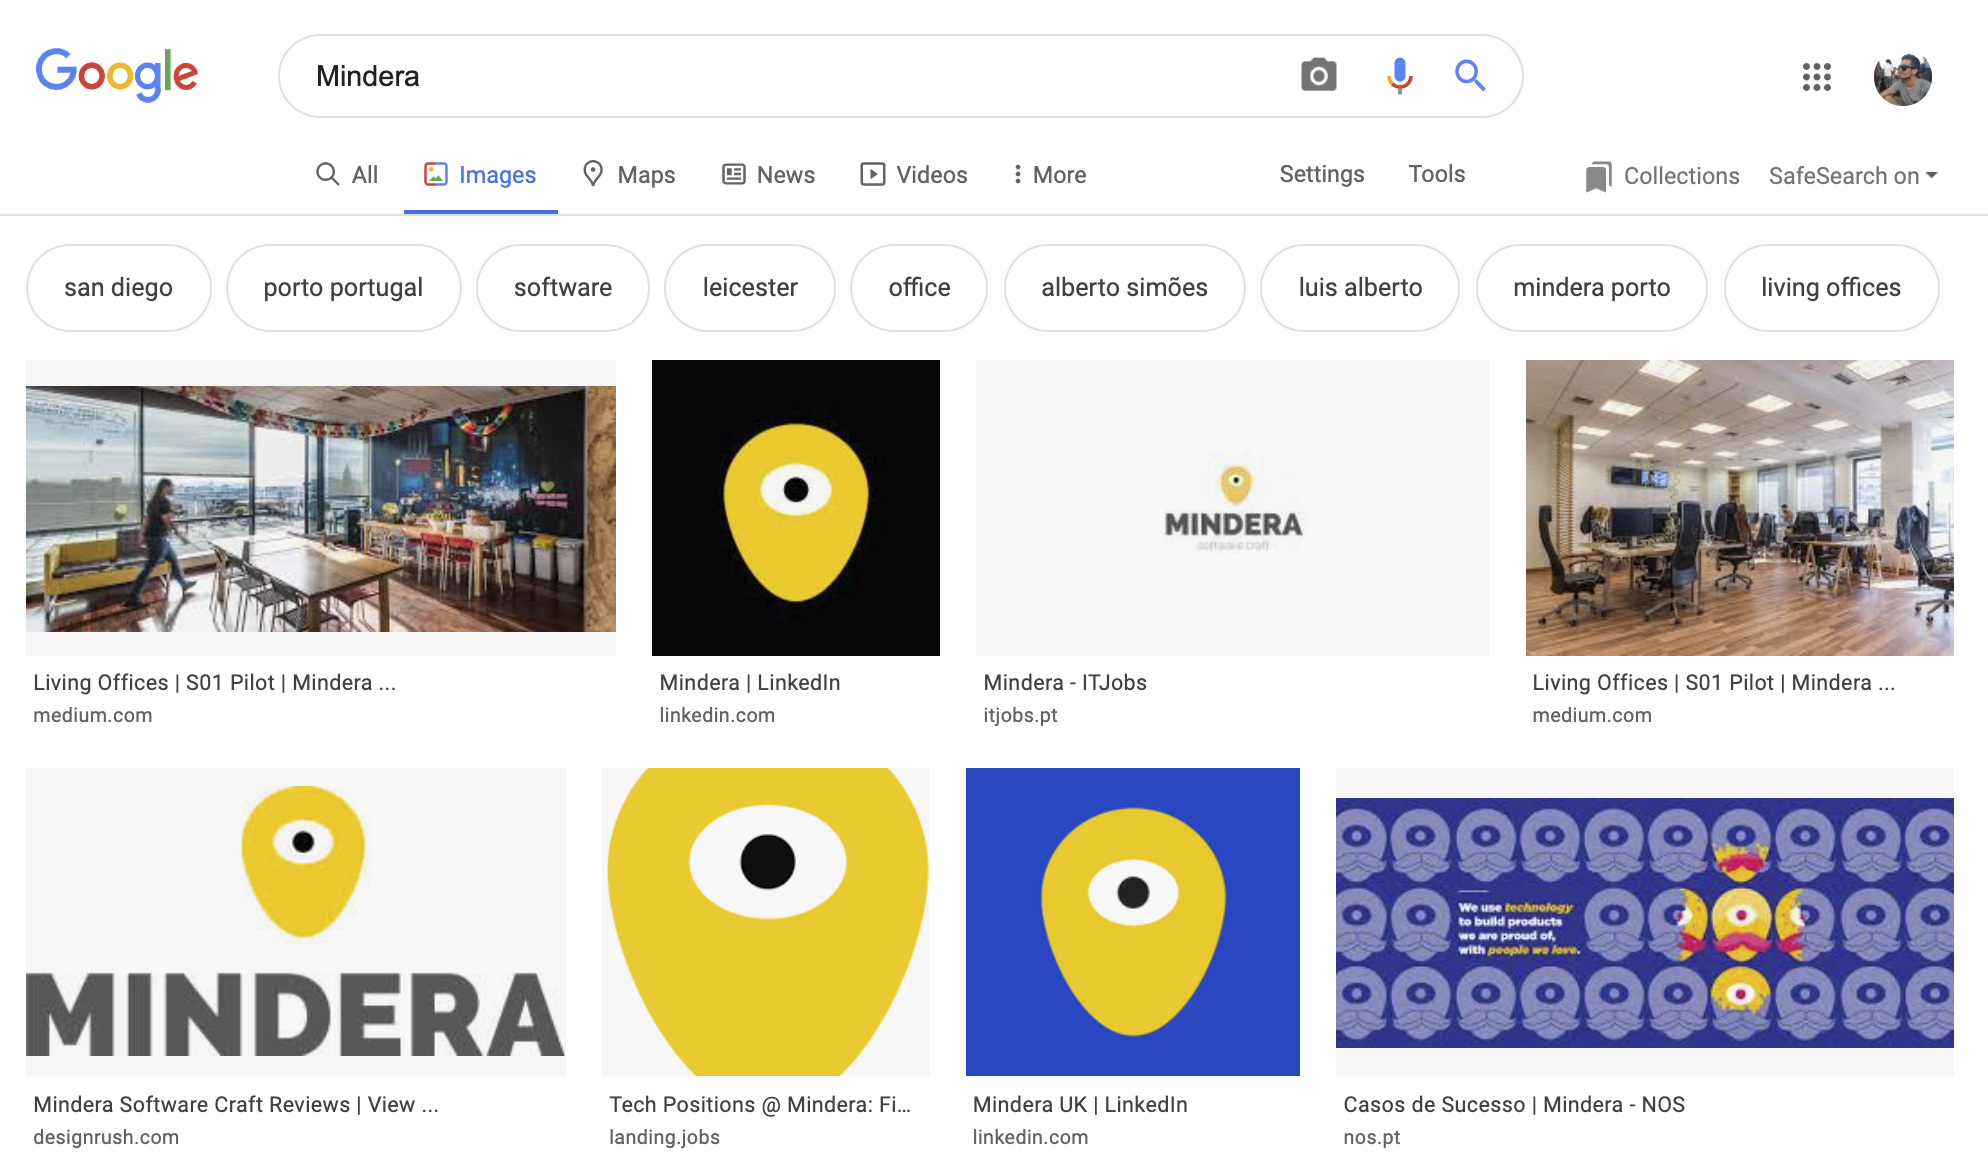 Google
Mindera
All
Images
Maps
News
Videos
More
Settings
Tools
Collections
SafeSearch on
san diego
porto portugal
software
leicester
office
alberto simões
luis alberto
mindera porto
living offices
MINDERA
software craft
Living Offices | S01 Pilot | Mindera ...
medium.com
Mindera | LinkedIn
linkedin.com
Mindera - ITJobs
itjobs.pt
Living Offices | S01 Pilot | Mindera ...
medium.com
MINDERA
We use technology
to build products
we are proud of,
with people we love.
Mindera Software Craft Reviews | View ...
designrush.com
Tech Positions @ Mindera: Fi...
landing.jobs
Mindera UK | LinkedIn
linkedin.com
Casos de Sucesso | Mindera - NOS
nos.pt